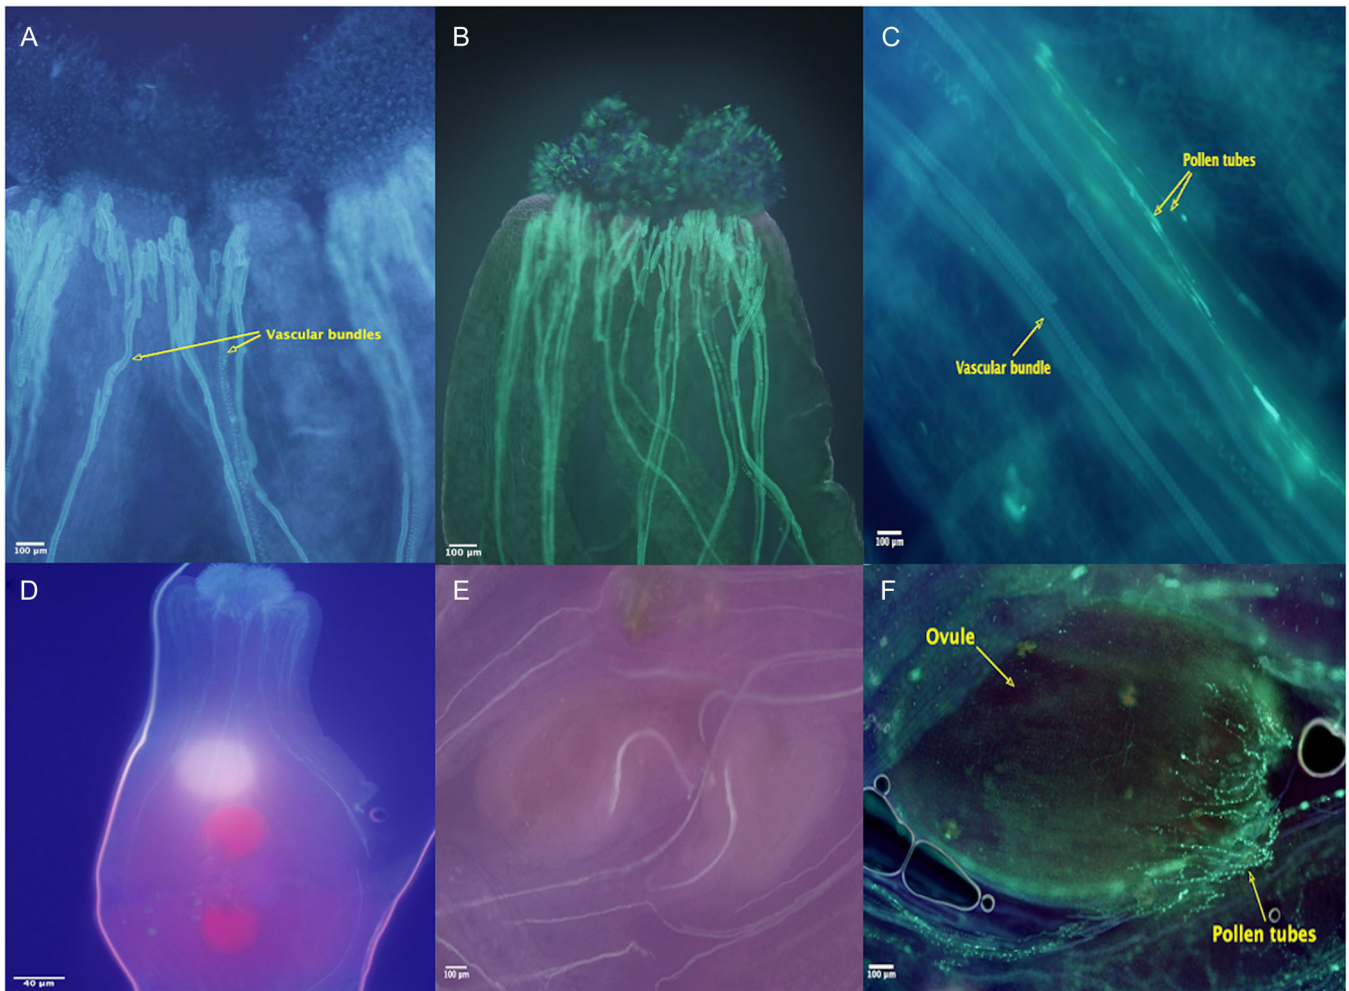 A
B
C
Pollen tubes
Vascular bundles
Vascular bundle
100 µm
100 µm
100 µm
D
E
F
Ovule
Pollen tubes
40 µm
100 µm
100 µm